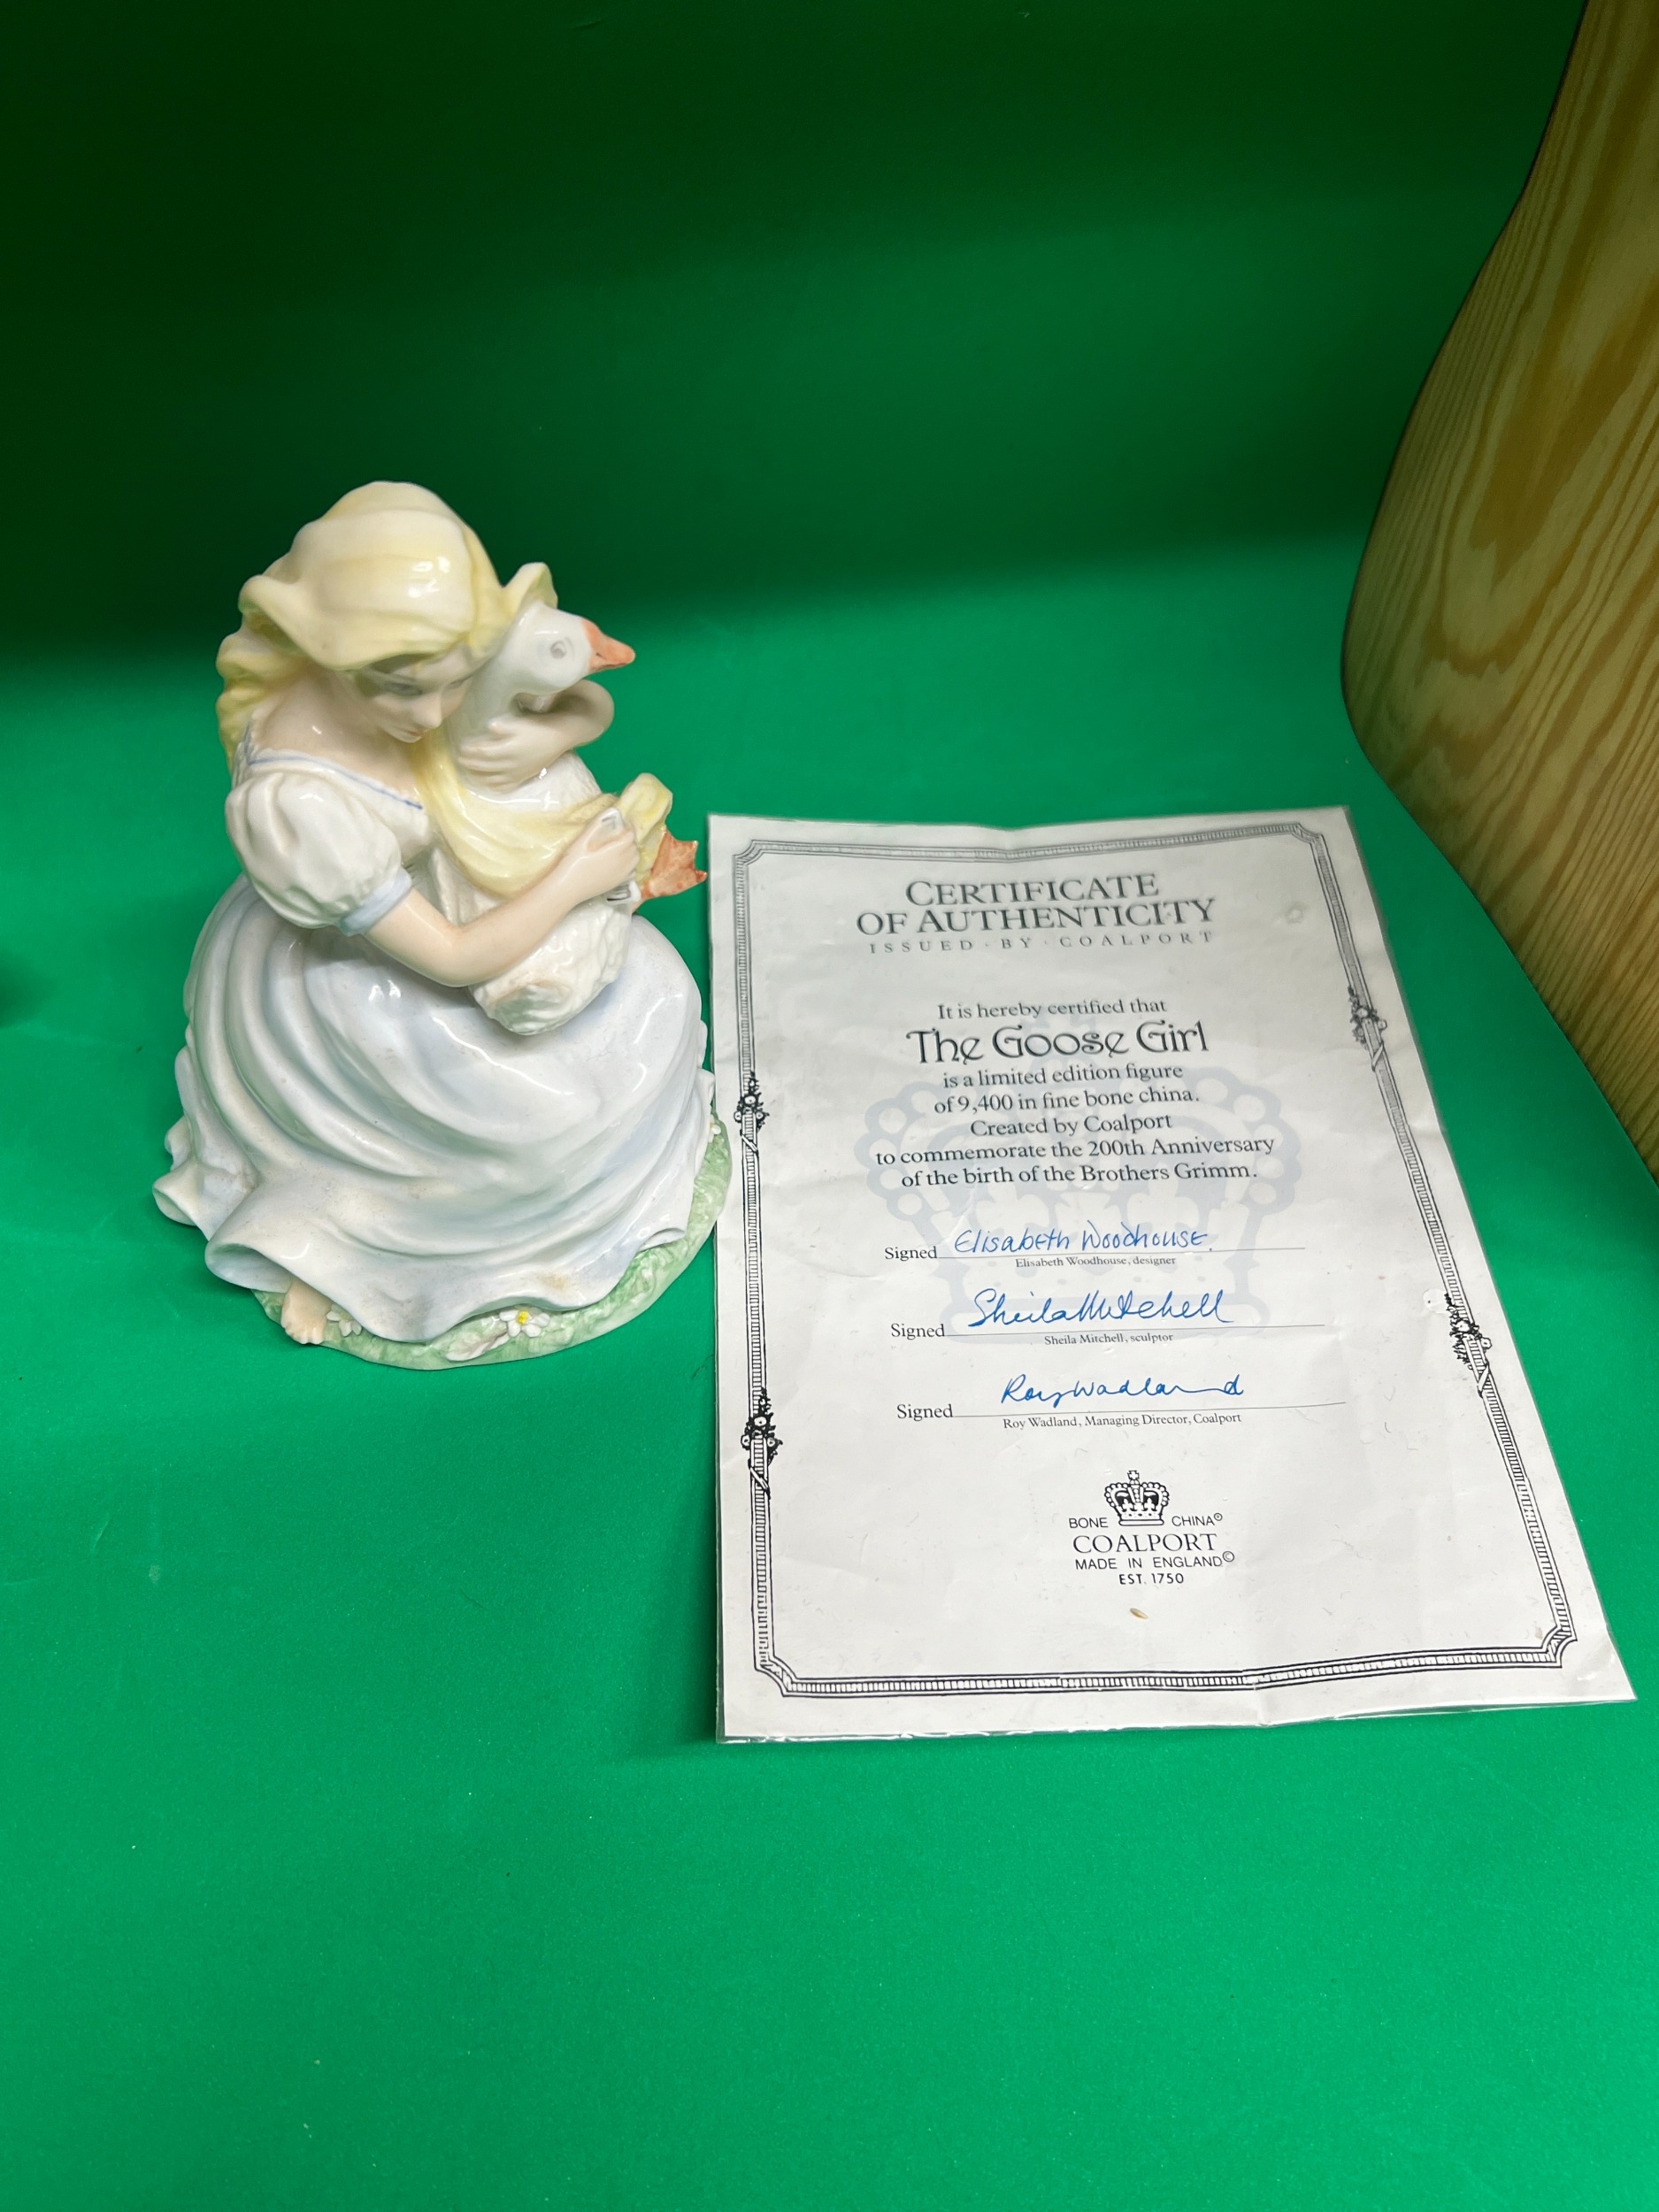 CERTIFICATE
OF AUTHENTICITY
ISSUED · BY · COALPORT
It is hereby certified that
The Goose Girl
is a limited edition figure
of 9,400 in fine bone china.
Created by Coalport
to commemorate the 200th Anniversary
of the birth of the Brothers Grimm.
Signed Elisabeth Woodhouse.
Elisabeth Woodhouse, designer
Signed Sheila Mitchell
Sheila Mitchell, sculptor
Signed Roy Wadland
Roy Wadland, Managing Director, Coalport
BONE CHINA©
COALPORT
MADE IN ENGLAND©
EST. 1750